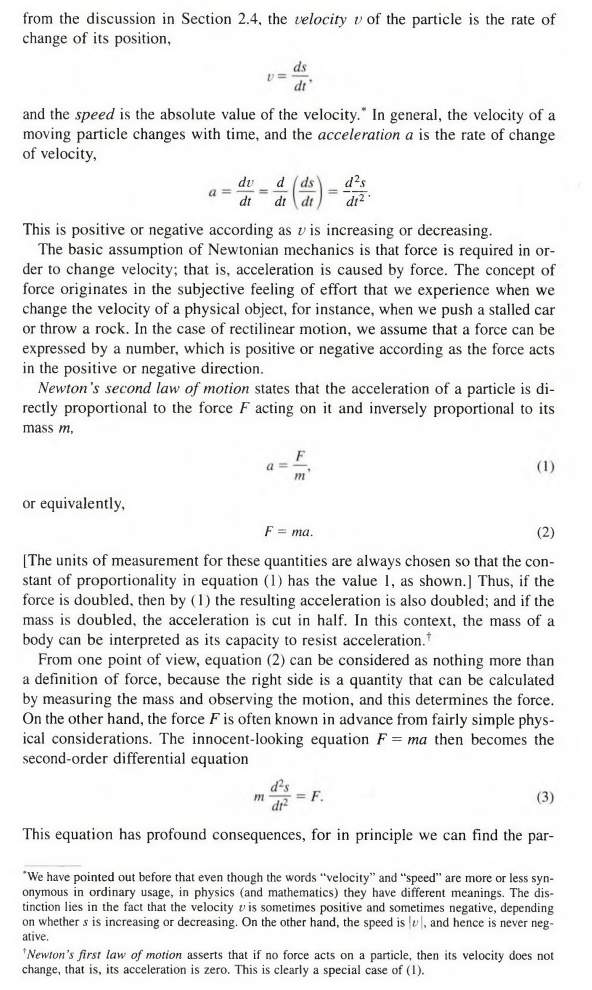 from the discussion in Section 2.4, the velocity v of the particle is the rate of
change of its position,
v = ds/dt,
and the speed is the absolute value of the velocity.* In general, the velocity of a
moving particle changes with time, and the acceleration a is the rate of change
of velocity,
a = dv/dt = d/dt (ds/dt) = d²s/dt².
This is positive or negative according as v is increasing or decreasing.
The basic assumption of Newtonian mechanics is that force is required in or-
der to change velocity; that is, acceleration is caused by force. The concept of
force originates in the subjective feeling of effort that we experience when we
change the velocity of a physical object, for instance, when we push a stalled car
or throw a rock. In the case of rectilinear motion, we assume that a force can be
expressed by a number, which is positive or negative according as the force acts
in the positive or negative direction.
Newton's second law of motion states that the acceleration of a particle is di-
rectly proportional to the force F acting on it and inversely proportional to its
mass m,
a = F/m, (1)
or equivalently,
F = ma. (2)
[The units of measurement for these quantities are always chosen so that the con-
stant of proportionality in equation (1) has the value 1, as shown.] Thus, if the
force is doubled, then by (1) the resulting acceleration is also doubled; and if the
mass is doubled, the acceleration is cut in half. In this context, the mass of a
body can be interpreted as its capacity to resist acceleration.†
From one point of view, equation (2) can be considered as nothing more than
a definition of force, because the right side is a quantity that can be calculated
by measuring the mass and observing the motion, and this determines the force.
On the other hand, the force F is often known in advance from fairly simple phys-
ical considerations. The innocent-looking equation F = ma then becomes the
second-order differential equation
m d²s/dt² = F. (3)
This equation has profound consequences, for in principle we can find the par-
*We have pointed out before that even though the words "velocity" and "speed" are more or less syn-
onymous in ordinary usage, in physics (and mathematics) they have different meanings. The dis-
tinction lies in the fact that the velocity v is sometimes positive and sometimes negative, depending
on whether s is increasing or decreasing. On the other hand, the speed is |v|, and hence is never neg-
ative.
†Newton's first law of motion asserts that if no force acts on a particle, then its velocity does not
change, that is, its acceleration is zero. This is clearly a special case of (1).